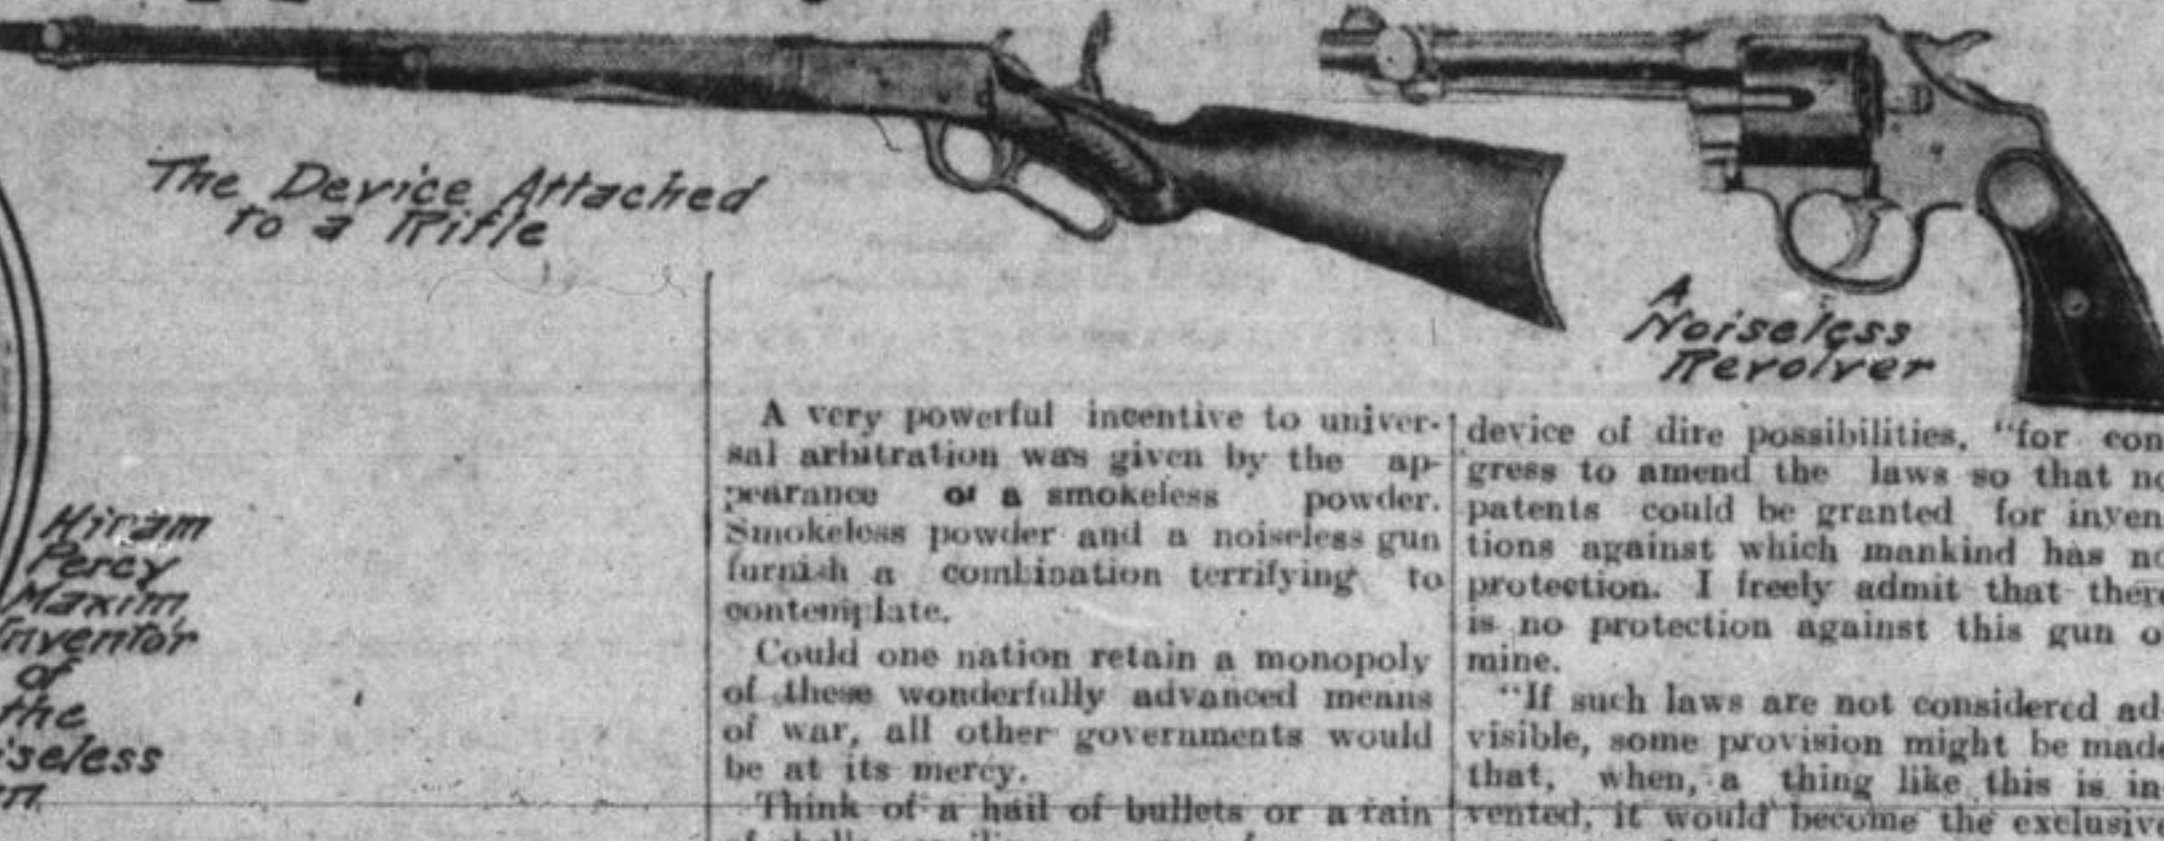 The Device Attached
to a Rifle
A
Noiseless
Revolver
Hiram
Percy
Maxim,
Inventor
of
the
iseless
A very powerful incentive to univer-
sal arbitration was given by the ap-
pearance of a smokeless powder.
Smokeless powder and a noiseless gun
furnish a combination terrifying to
contemplate.
Could one nation retain a monopoly
of these wonderfully advanced means
of war, all other governments would
be at its mercy.
Think of a hail of bullets or a rain
device of dire possibilities, "for con
gress to amend the laws so that no
patents could be granted for inven
tions against which mankind has no
protection. I freely admit that there
is no protection against this gun o
mine.
"If such laws are not considered ad-
visible, some provision might be made
that, when, a thing like this is in-
vented, it would become the exclusive